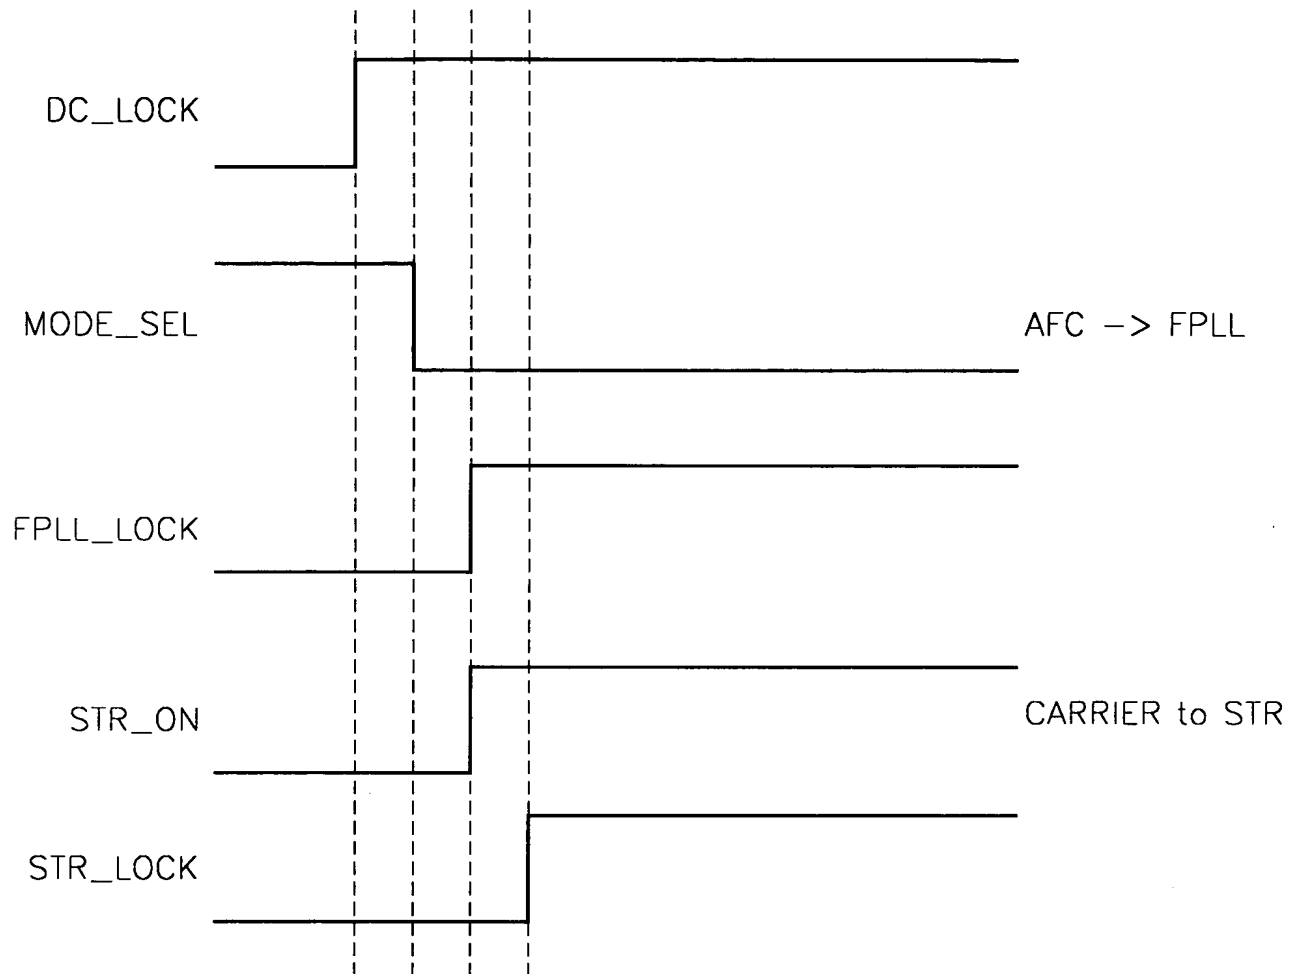 DC_LOCK
MODE_SEL
AFC -> FPLL
FPLL_LOCK
STR_ON
CARRIER to STR
STR_LOCK